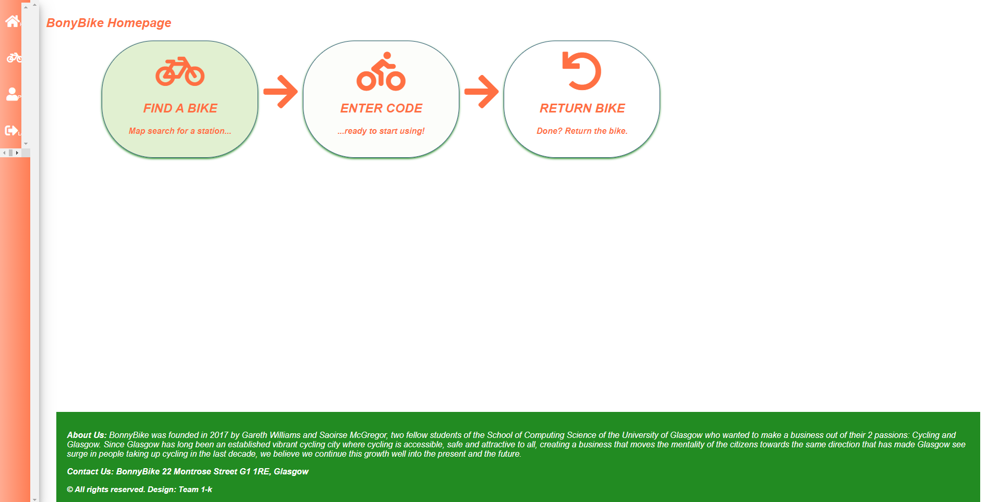 BonyBike Homepage
FIND A BIKE
Map search for a station...
ENTER CODE
...ready to start using!
RETURN BIKE
Done? Return the bike.
About Us: BonnyBike was founded in 2017 by Gareth Williams and Saoirse McGregor, two fellow students of the School of Computing Science of the University of Glasgow who wanted to make a business out of their 2 passions: Cycling and
Glasgow. Since Glasgow has long been an established vibrant cycling city where cycling is accessible, safe and attractive to all, creating a business that moves the mentality of the citizens towards the same direction that has made Glasgow see
surge in people taking up cycling in the last decade, we believe we continue this growth well into the present and the future.
Contact Us: BonnyBike 22 Montrose Street G1 1RE, Glasgow
© All rights reserved. Design: Team 1-k